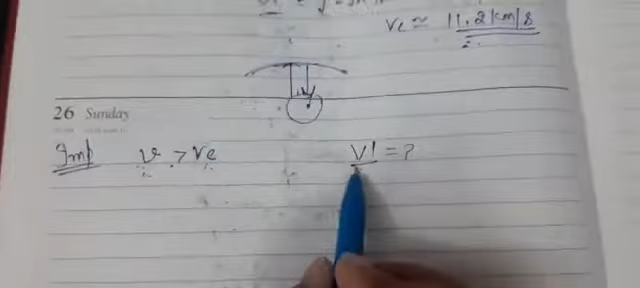 Ve ≈ 11.2 km/s
26 Sunday
Imp v > ve V' = ?